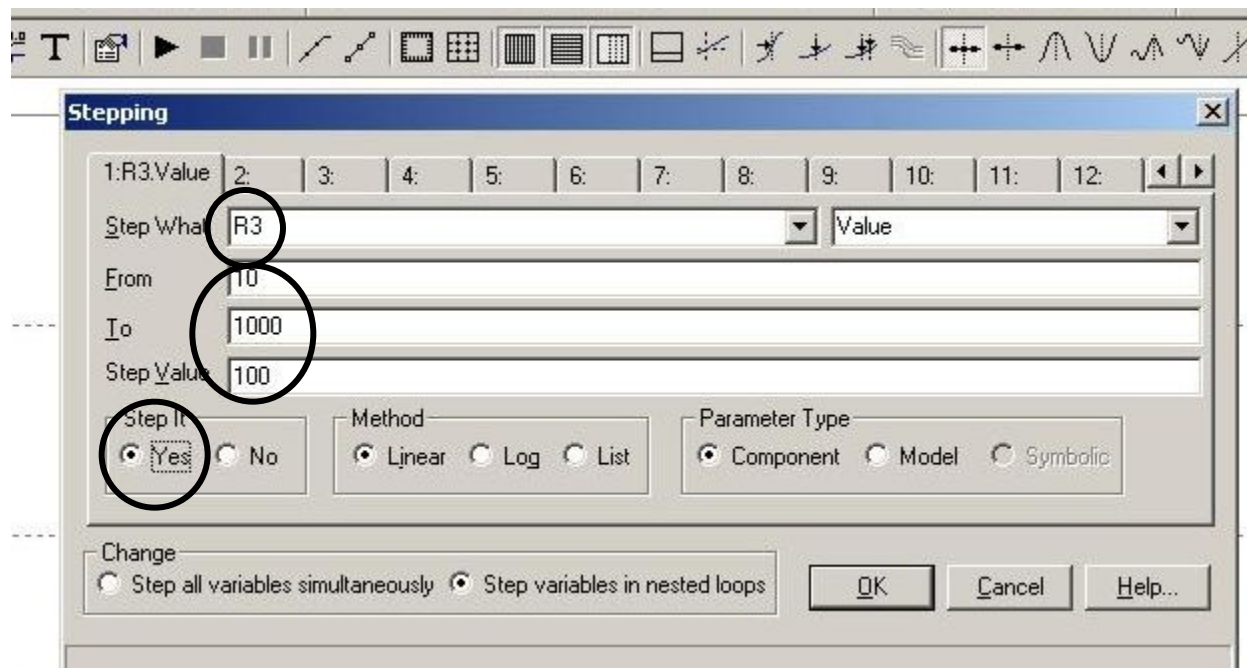 T
Stepping
1:R3.Value 2: 3: 4: 5: 6: 7: 8: 9: 10: 11: 12:
Step What R3 Value
From 10
To 1000
Step Value 100
Step It Method Parameter Type
Yes No Linear Log List Component Model Symbolic
Change
Step all variables simultaneously Step variables in nested loops OK Cancel Help...